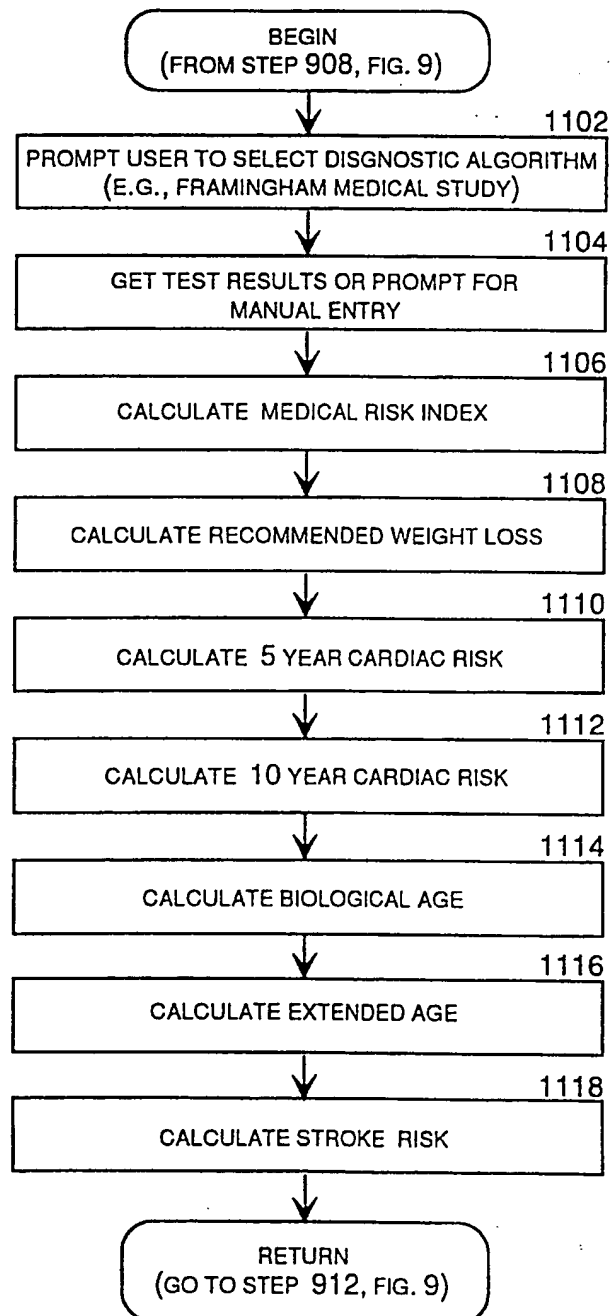 BEGIN
(FROM STEP 908, FIG. 9)
1102
PROMPT USER TO SELECT DISGNOSTIC ALGORITHM
(E.G., FRAMINGHAM MEDICAL STUDY)
1104
GET TEST RESULTS OR PROMPT FOR
MANUAL ENTRY
1106
CALCULATE MEDICAL RISK INDEX
1108
CALCULATE RECOMMENDED WEIGHT LOSS
1110
CALCULATE 5 YEAR CARDIAC RISK
1112
CALCULATE 10 YEAR CARDIAC RISK
1114
CALCULATE BIOLOGICAL AGE
1116
CALCULATE EXTENDED AGE
1118
CALCULATE STROKE RISK
RETURN
(GO TO STEP 912, FIG. 9)